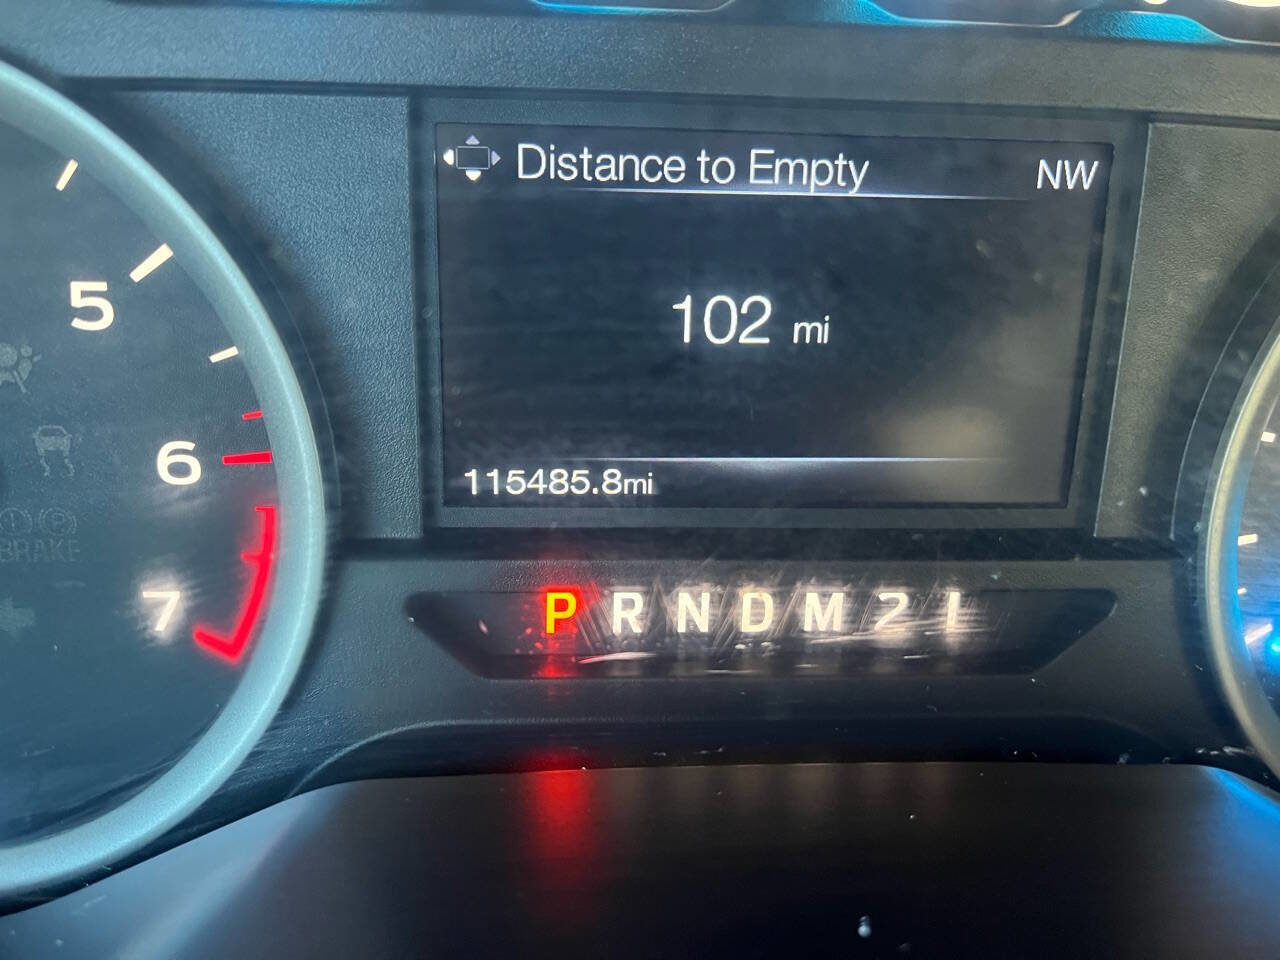 Distance to Empty NW
102 mi
115485.8mi
P R N D M 2 1
5
6
7
BRAKE